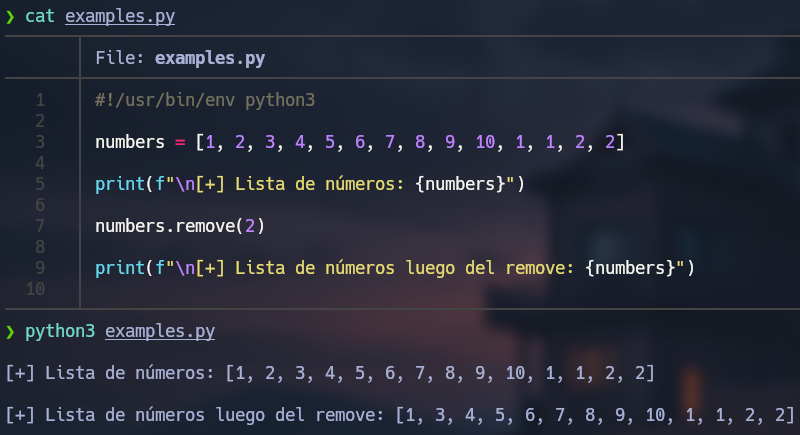 ❯ cat examples.py
File: examples.py
1 #!/usr/bin/env python3
2
3 numbers = [1, 2, 3, 4, 5, 6, 7, 8, 9, 10, 1, 1, 2, 2]
4
5 print(f"\n[+] Lista de números: {numbers}")
6
7 numbers.remove(2)
8
9 print(f"\n[+] Lista de números luego del remove: {numbers}")
10
❯ python3 examples.py
[+] Lista de números: [1, 2, 3, 4, 5, 6, 7, 8, 9, 10, 1, 1, 2, 2]
[+] Lista de números luego del remove: [1, 3, 4, 5, 6, 7, 8, 9, 10, 1, 1, 2, 2]